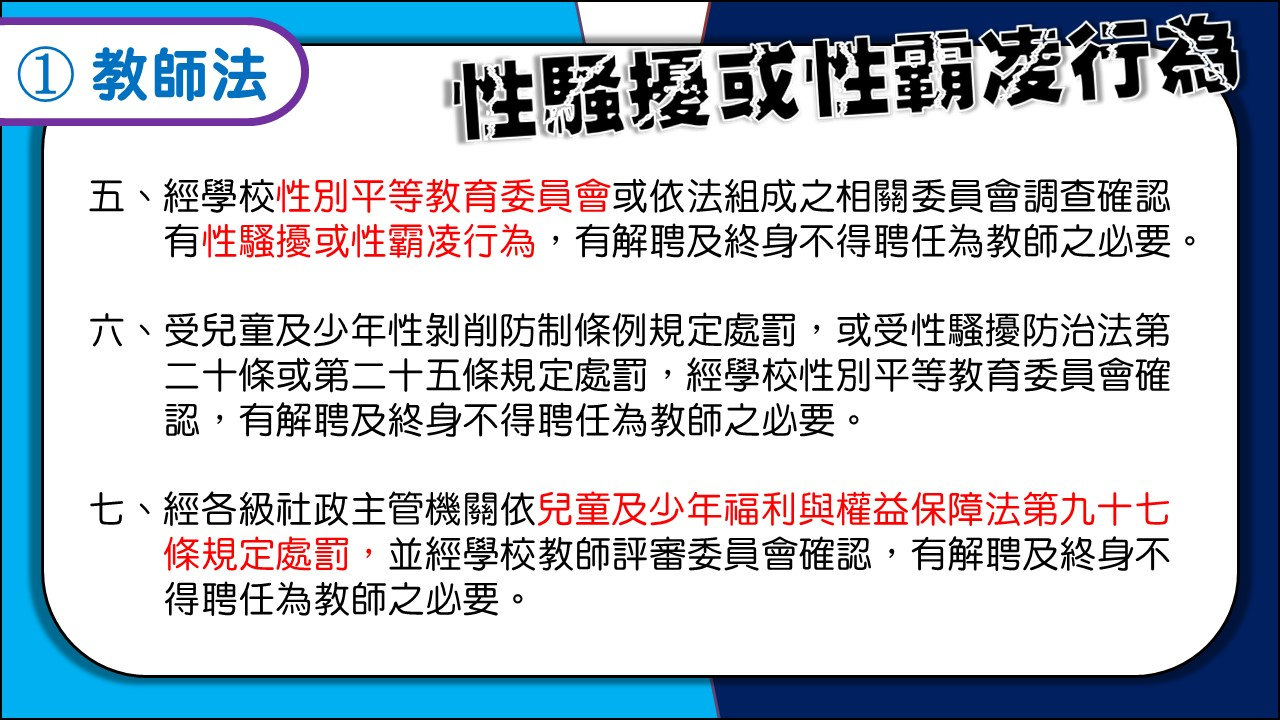 ① 教師法
性騷擾或性霸凌行為
五、經學校性別平等教育委員會或依法組成之相關委員會調查確認
有性騷擾或性霸凌行為，有解聘及終身不得聘任為教師之必要。
六、受兒童及少年性剝削防制條例規定處罰，或受性騷擾防治法第
二十條或第二十五條規定處罰，經學校性別平等教育委員會確
認，有解聘及終身不得聘任為教師之必要。
七、經各級社政主管機關依兒童及少年福利與權益保障法第九十七
條規定處罰，並經學校教師評審委員會確認，有解聘及終身不
得聘任為教師之必要。